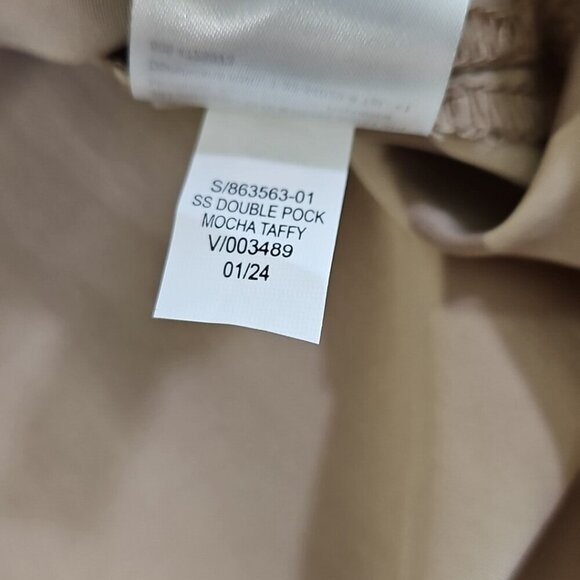 S/863563-01
SS DOUBLE POCK
MOCHA TAFFY
V/003489
01/24